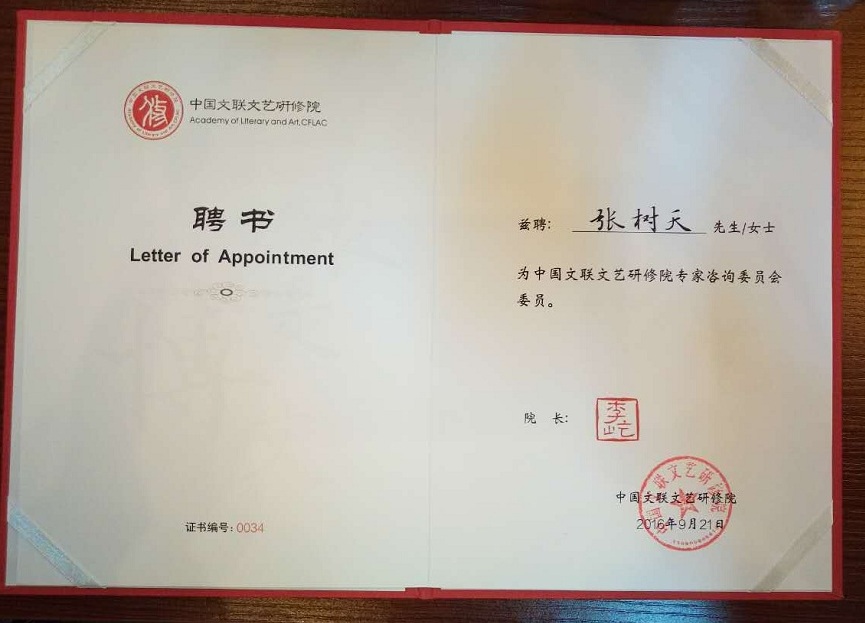 中国文联文艺研修院
Academy of Literary and Art,CFLAC
聘书
Letter of Appointment
证书编号:0034
兹聘: 张树天 先生/女士
为中国文联文艺研修院专家咨询委员会
委员。
院 长:
李屹
中国文联文艺研修院
2016年9月21日